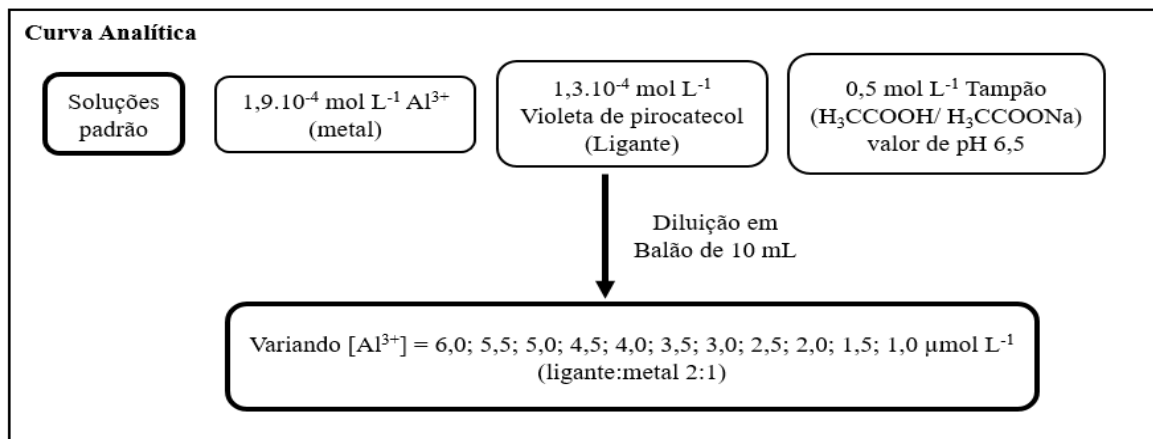 Curva Analítica
Soluções
padrão
1,9.10⁻⁴ mol L⁻¹ Al³⁺
(metal)
1,3.10⁻⁴ mol L⁻¹
Violeta de pirocatecol
(Ligante)
0,5 mol L⁻¹ Tampão
(H₃CCOOH/ H₃CCOONa)
valor de pH 6,5
Diluição em
Balão de 10 mL
Variando [Al³⁺] = 6,0; 5,5; 5,0; 4,5; 4,0; 3,5; 3,0; 2,5; 2,0; 1,5; 1,0 µmol L⁻¹
(ligante:metal 2:1)